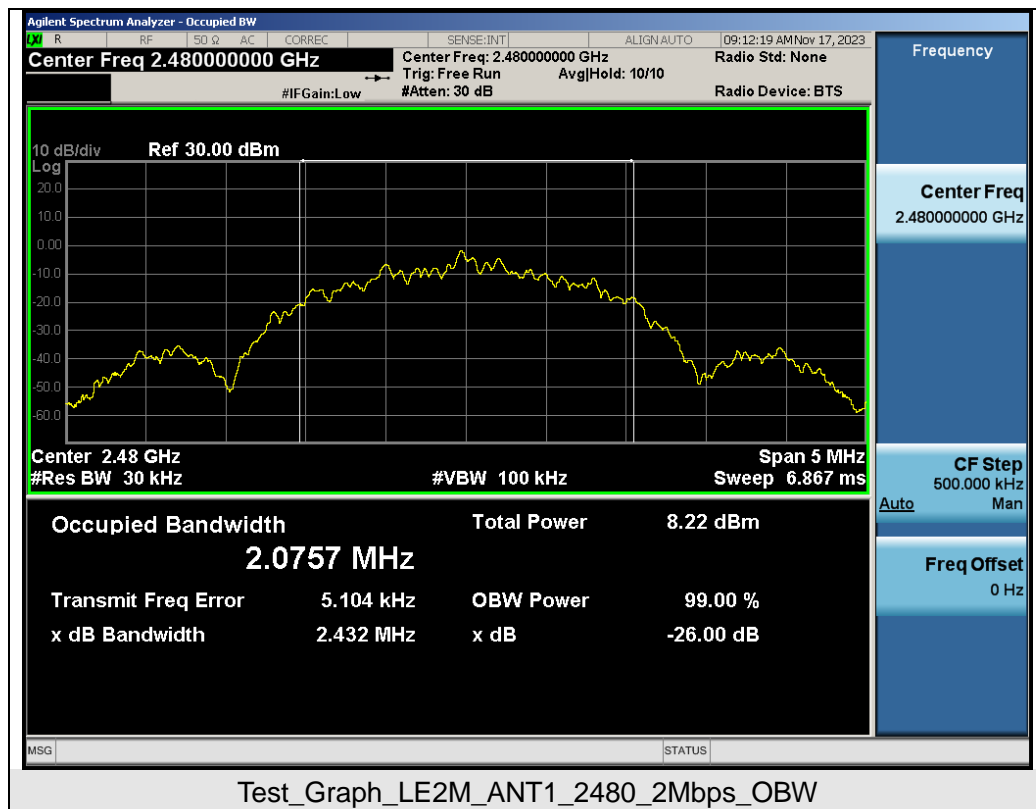 Agilent Spectrum Analyzer - Occupied BW
LXI R RF 50 Ω AC CORREC SENSE:INT ALIGN AUTO 09:12:19 AM Nov 17, 2023
Center Freq 2.480000000 GHz
Center Freq: 2.480000000 GHz
Radio Std: None
Trig: Free Run Avg|Hold: 10/10
#IFGain:Low
#Atten: 30 dB
Radio Device: BTS
Frequency
10 dB/div Ref 30.00 dBm
Log
20.0
10.0
0.00
-10.0
-20.0
-30.0
-40.0
-50.0
-60.0
Center 2.48 GHz
Span 5 MHz
#Res BW 30 kHz
#VBW 100 kHz
Sweep 6.867 ms
Center Freq
2.480000000 GHz
CF Step
500.000 kHz
Auto Man
Freq Offset
0 Hz
Occupied Bandwidth
2.0757 MHz
Total Power 8.22 dBm
Transmit Freq Error 5.104 kHz
OBW Power 99.00 %
x dB Bandwidth 2.432 MHz
x dB -26.00 dB
MSG
STATUS
Test_Graph_LE2M_ANT1_2480_2Mbps_OBW